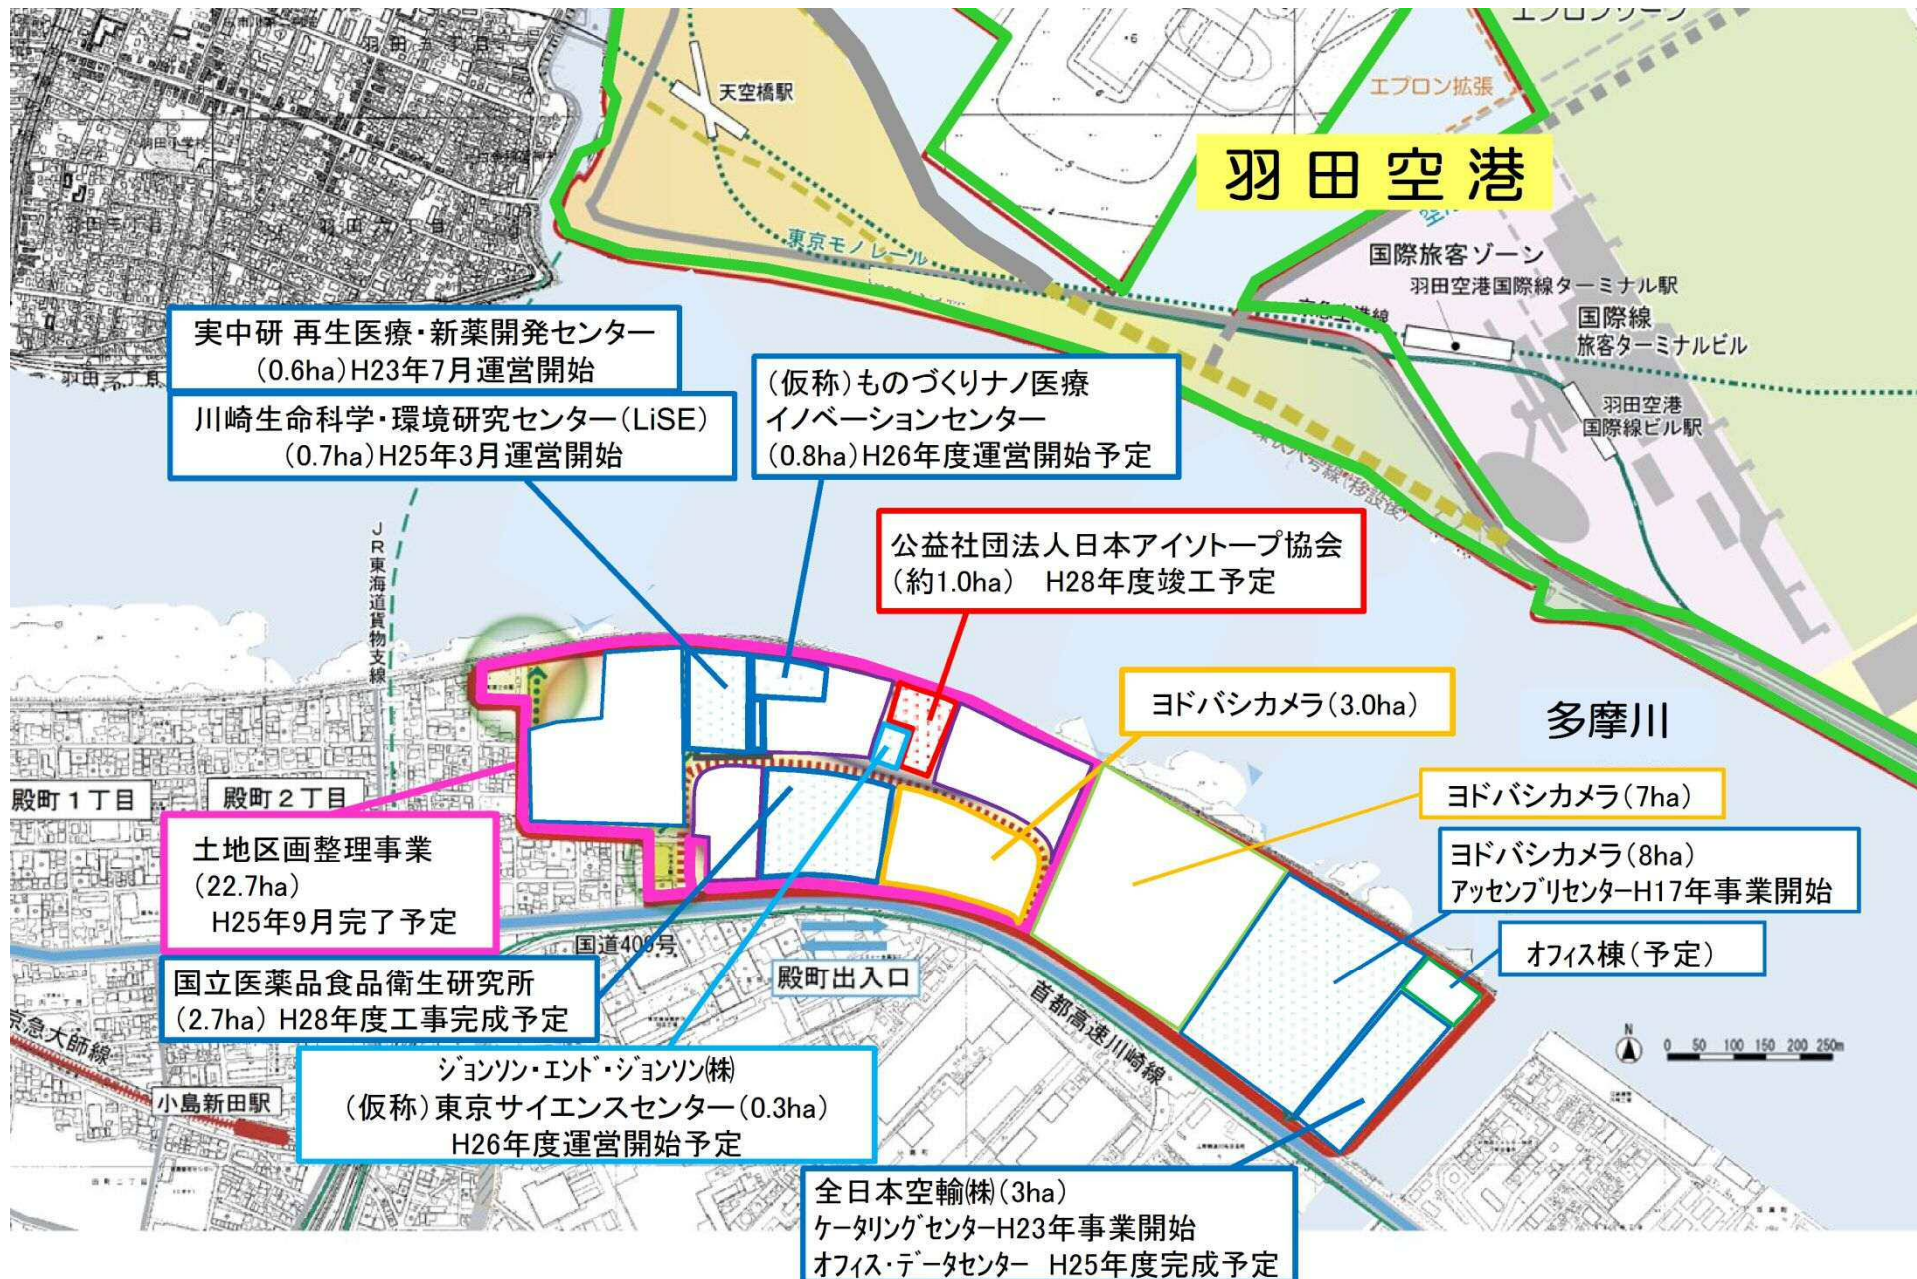 エプロン拡張
天空橋駅
羽田空港
東京モノレール
国際旅客ゾーン
羽田空港国際線ターミナル駅
京急空港線
国際線
旅客ターミナルビル
羽田空港
国際線ビル駅
実中研 再生医療・新薬開発センター
(0.6ha)H23年7月運営開始
川崎生命科学・環境研究センター(LiSE)
(0.7ha)H25年3月運営開始
(仮称)ものづくりナノ医療
イノベーションセンター
(0.8ha)H26年度運営開始予定
公益社団法人日本アイソトープ協会
(約1.0ha) H28年度竣工予定
JR東海道貨物支線
ヨドバシカメラ(3.0ha)
多摩川
ヨドバシカメラ(7ha)
殿町1丁目
殿町2丁目
土地区画整理事業
(22.7ha)
H25年9月完了予定
ヨドバシカメラ(8ha)
アッセンブリセンターH17年事業開始
オフィス棟(予定)
国道409号
殿町出入口
国立医薬品食品衛生研究所
(2.7ha) H28年度工事完成予定
首都高速川崎線
京急大師線
小島新田駅
ジョンソン・エンド・ジョンソン㈱
(仮称)東京サイエンスセンター(0.3ha)
H26年度運営開始予定
N
0 50 100 150 200 250m
全日本空輸㈱(3ha)
ケータリングセンターH23年事業開始
オフィス・データセンター H25年度完成予定